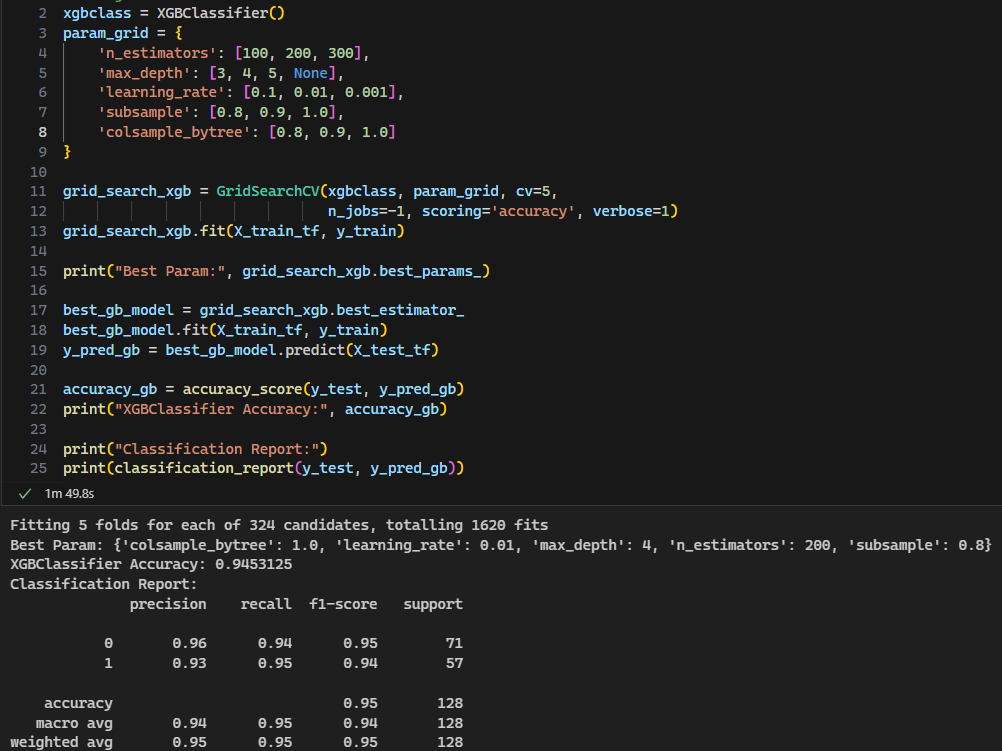 2 xgbclass = XGBClassifier()
3 param_grid = {
4     'n_estimators': [100, 200, 300],
5     'max_depth': [3, 4, 5, None],
6     'learning_rate': [0.1, 0.01, 0.001],
7     'subsample': [0.8, 0.9, 1.0],
8     'colsample_bytree': [0.8, 0.9, 1.0]
9 }
10
11 grid_search_xgb = GridSearchCV(xgbclass, param_grid, cv=5,
12                                n_jobs=-1, scoring='accuracy', verbose=1)
13 grid_search_xgb.fit(X_train_tf, y_train)
14
15 print("Best Param:", grid_search_xgb.best_params_)
16
17 best_gb_model = grid_search_xgb.best_estimator_
18 best_gb_model.fit(X_train_tf, y_train)
19 y_pred_gb = best_gb_model.predict(X_test_tf)
20
21 accuracy_gb = accuracy_score(y_test, y_pred_gb)
22 print("XGBClassifier Accuracy:", accuracy_gb)
23
24 print("Classification Report:")
25 print(classification_report(y_test, y_pred_gb))
1m 49.8s
Fitting 5 folds for each of 324 candidates, totalling 1620 fits
Best Param: {'colsample_bytree': 1.0, 'learning_rate': 0.01, 'max_depth': 4, 'n_estimators': 200, 'subsample': 0.8}
XGBClassifier Accuracy: 0.9453125
Classification Report:
              precision    recall  f1-score   support
           0       0.96      0.94      0.95        71
           1       0.93      0.95      0.94        57
    accuracy                           0.95       128
   macro avg       0.94      0.95      0.94       128
weighted avg       0.95      0.95      0.95       128